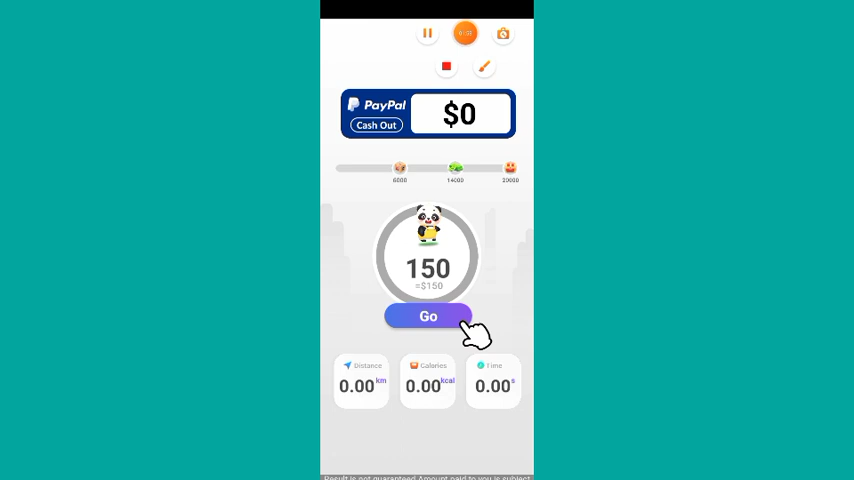 PayPal
Cash Out
$0
6000
14000
20000
150
=$150
Go
Distance
Calories
Time
0.00 km
0.00 kcal
0.00 s
Result is not guaranteed.Amount paid to you is subject